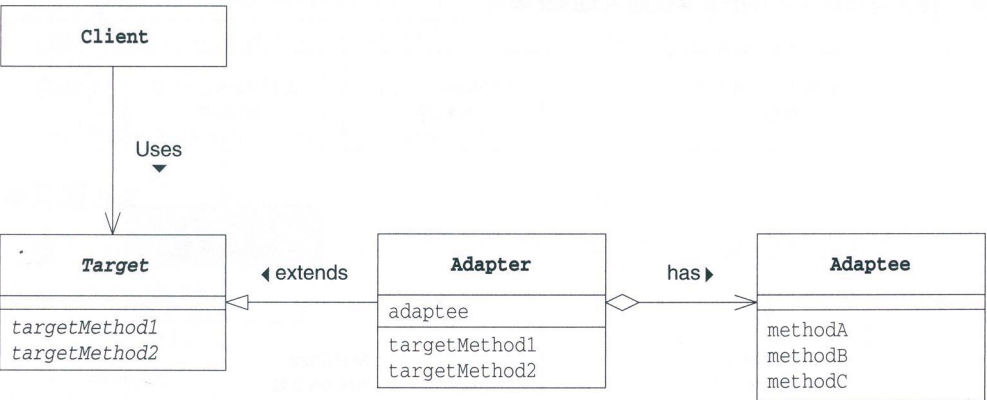 Client
Uses
Target
targetMethod1
targetMethod2
extends
Adapter
adaptee
targetMethod1
targetMethod2
has
Adaptee
methodA
methodB
methodC